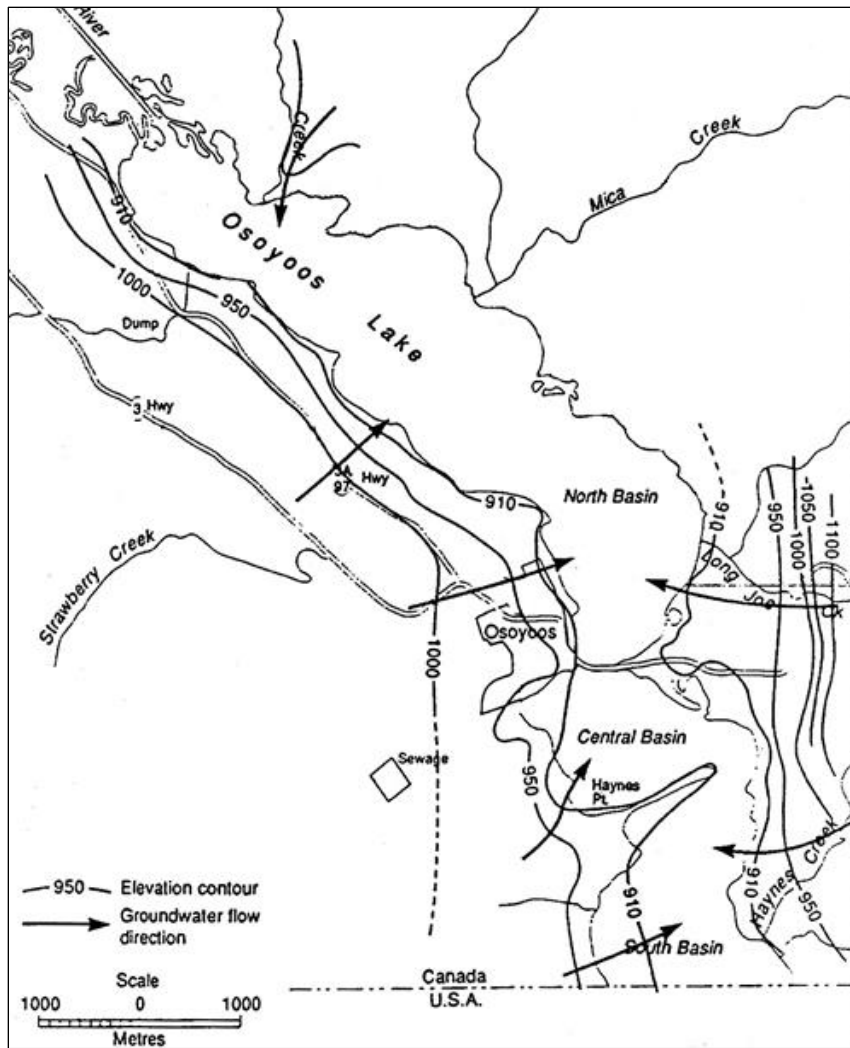 River
Creek
Creek
Mica
910
Osoyoos
1000
950
Lake
Dump
3 Hwy
3A
97 Hwy
910
North Basin
910
950
1050
1000
1100
Strawberry Creek
Long Joe Ck
Osoyoos
1000
Central Basin
Sewage
950
Haynes
Pt.
950 Elevation contour
Groundwater flow
direction
910
910
Haynes Creek
950
South Basin
Scale
Canada
1000 0 1000
U.S.A.
Metres